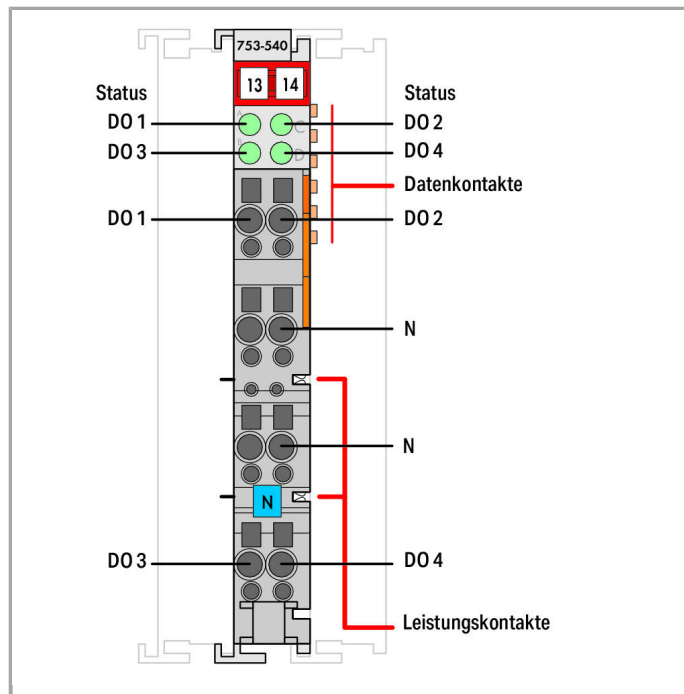 753-540
13 14
Status Status
A C
DO 1 DO 2
B D
DO 3 DO 4
Datenkontakte
DO 1 DO 2
N
N
N
DO 3 DO 4
Leistungskontakte